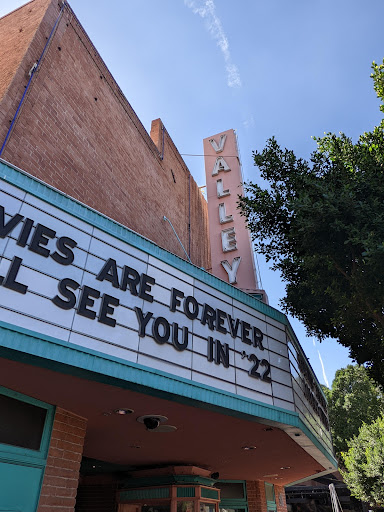 VALLEY
VIES ARE FOREVER
LL SEE YOU IN '22